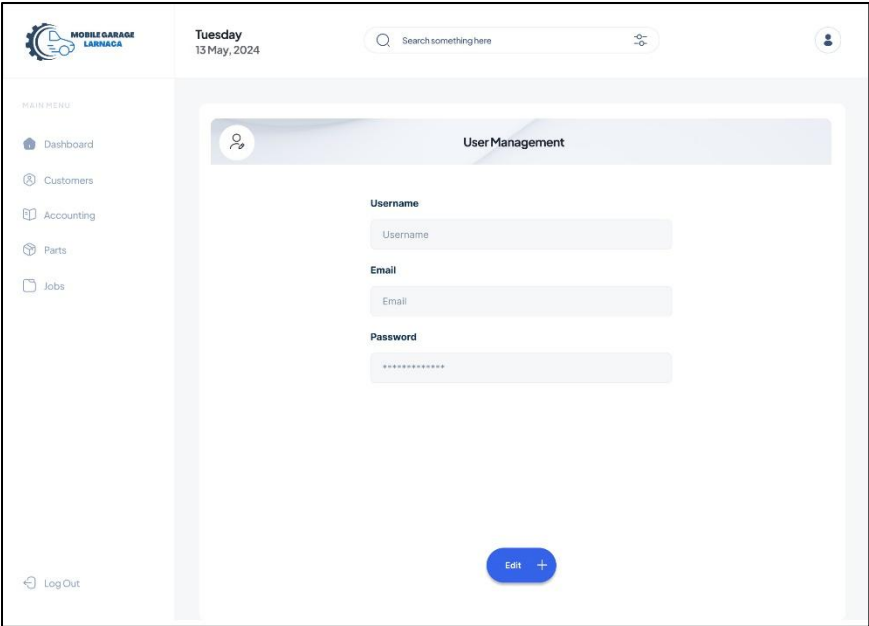 MOBILE GARAGE
LARNACA
Tuesday
13 May, 2024
Search something here
MAIN MENU
Dashboard
Customers
Accounting
Parts
Jobs
Log Out
User Management
Username
Username
Email
Email
Password
*************
Edit +